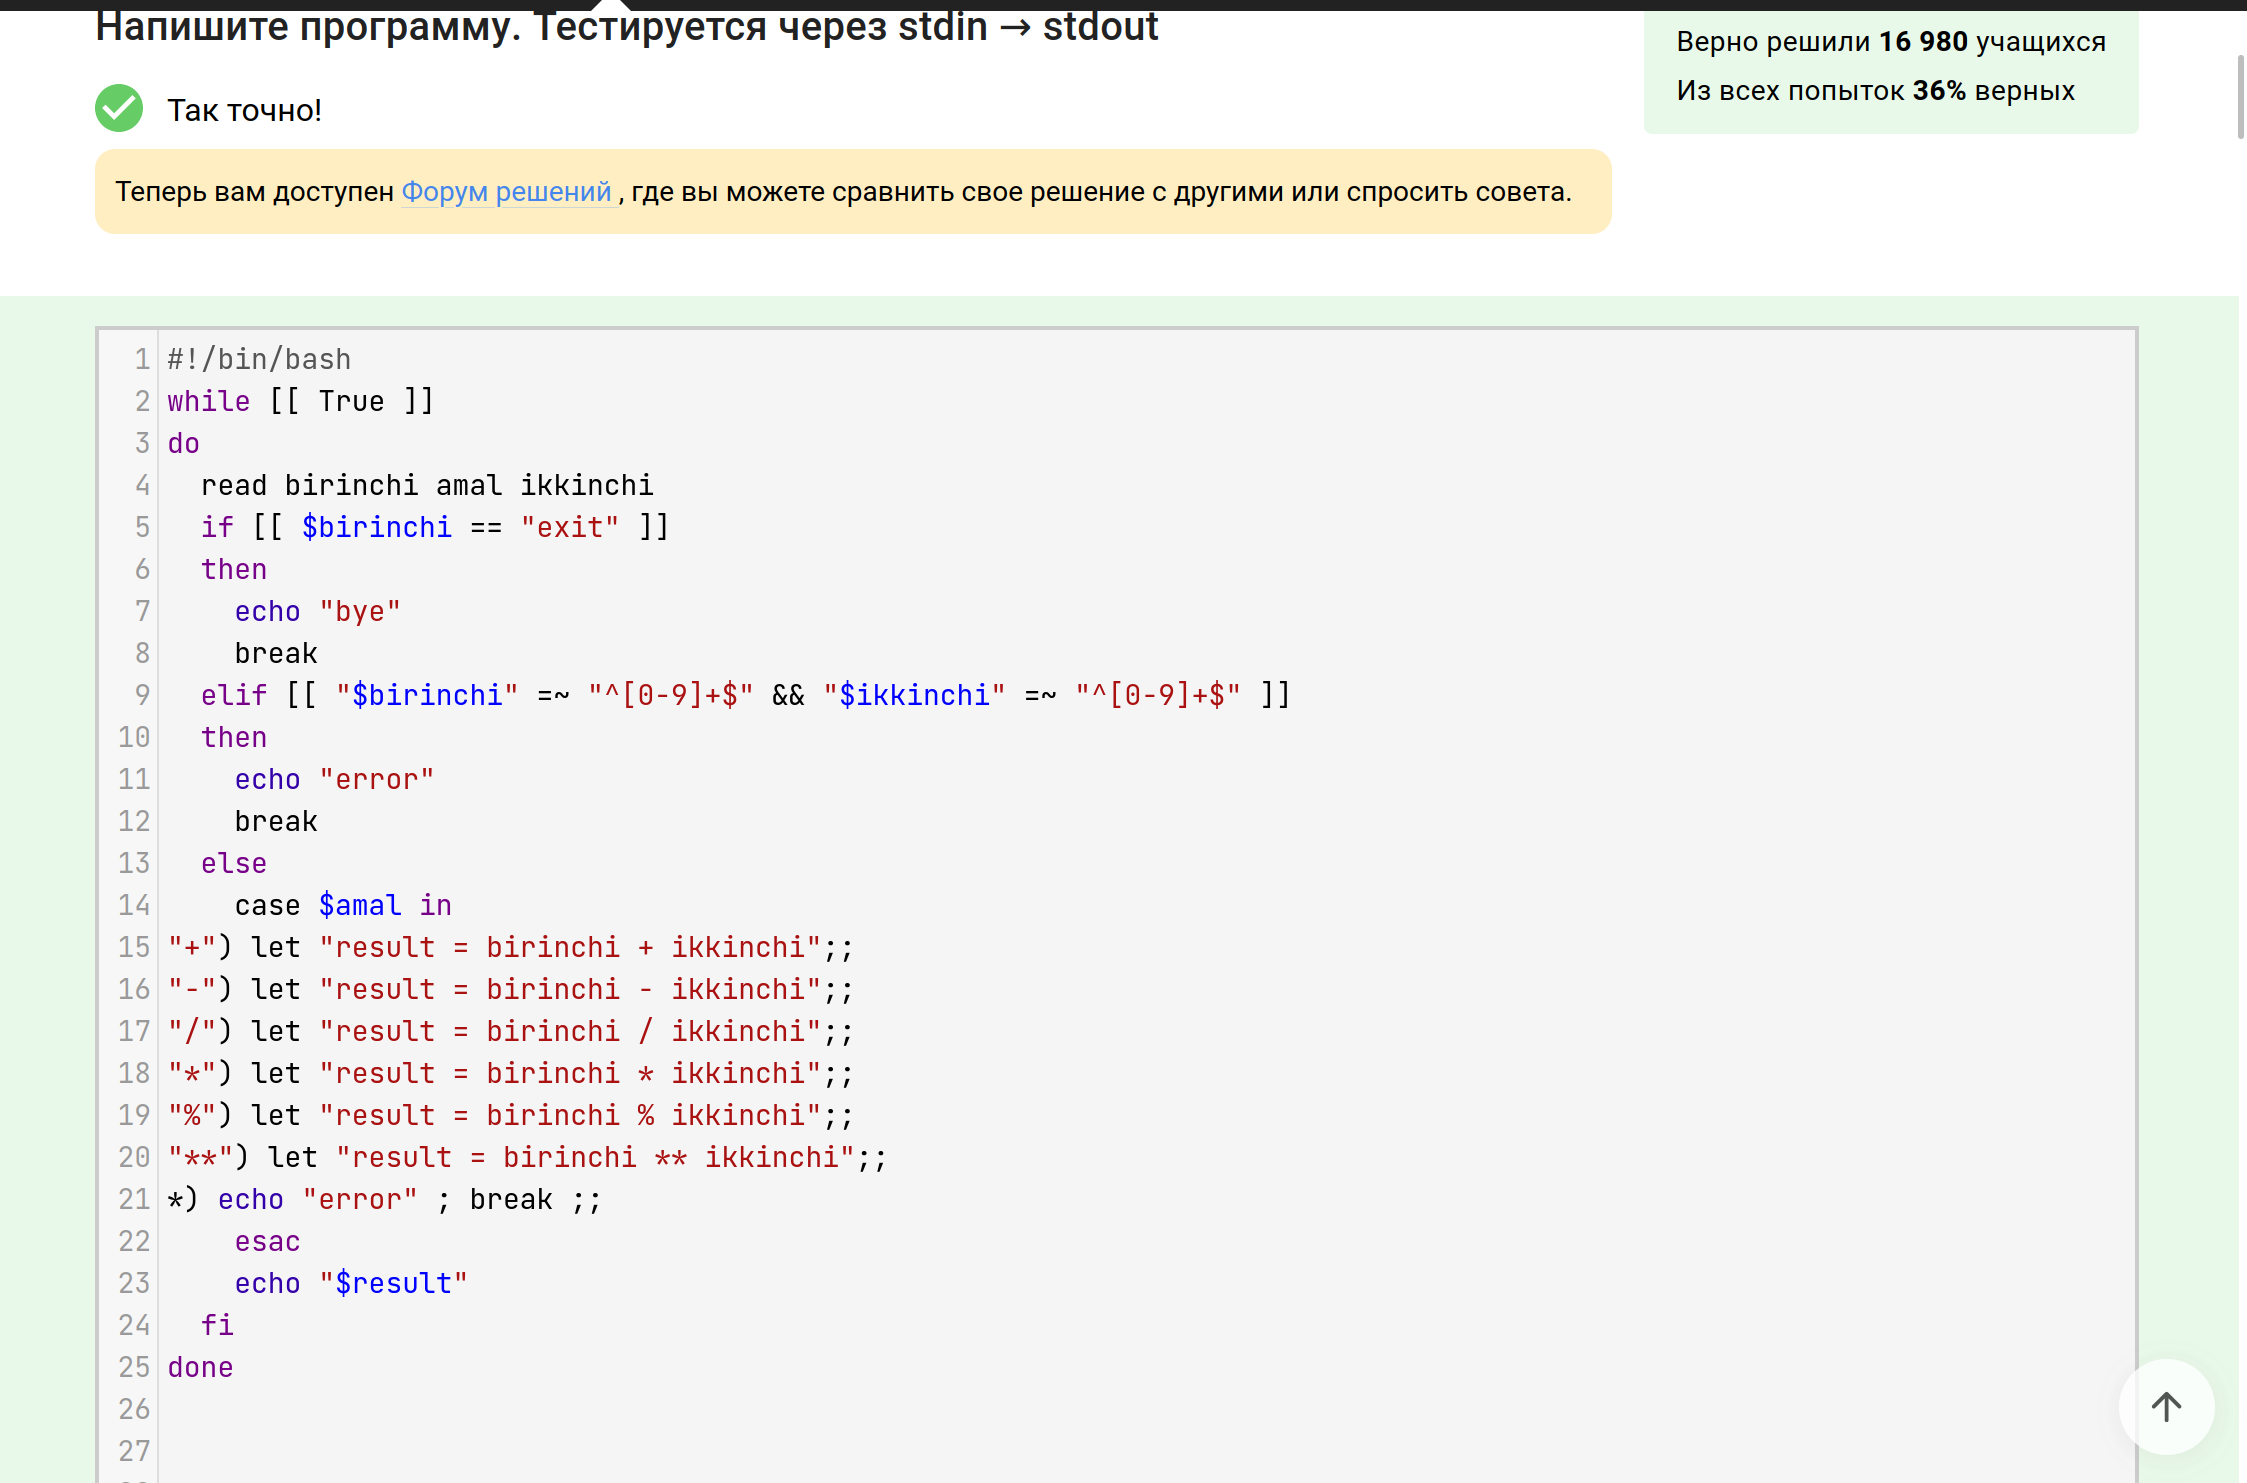 Напишите программу. Тестируется через stdin → stdout
Верно решили 16 980 учащихся
Из всех попыток 36% верных
Так точно!
Теперь вам доступен Форум решений , где вы можете сравнить свое решение с другими или спросить совета.
1 #!/bin/bash
2 while [[ True ]]
3 do
4   read birinchi amal ikkinchi
5   if [[ $birinchi == "exit" ]]
6   then
7     echo "bye"
8     break
9   elif [[ "$birinchi" =~ "^[0-9]+$" && "$ikkinchi" =~ "^[0-9]+$" ]]
10   then
11     echo "error"
12     break
13   else
14     case $amal in
15 "+") let "result = birinchi + ikkinchi";;
16 "-") let "result = birinchi - ikkinchi";;
17 "/") let "result = birinchi / ikkinchi";;
18 "*") let "result = birinchi * ikkinchi";;
19 "%") let "result = birinchi % ikkinchi";;
20 "**") let "result = birinchi ** ikkinchi";;
21 *) echo "error" ; break ;;
22     esac
23     echo "$result"
24   fi
25 done
26
27